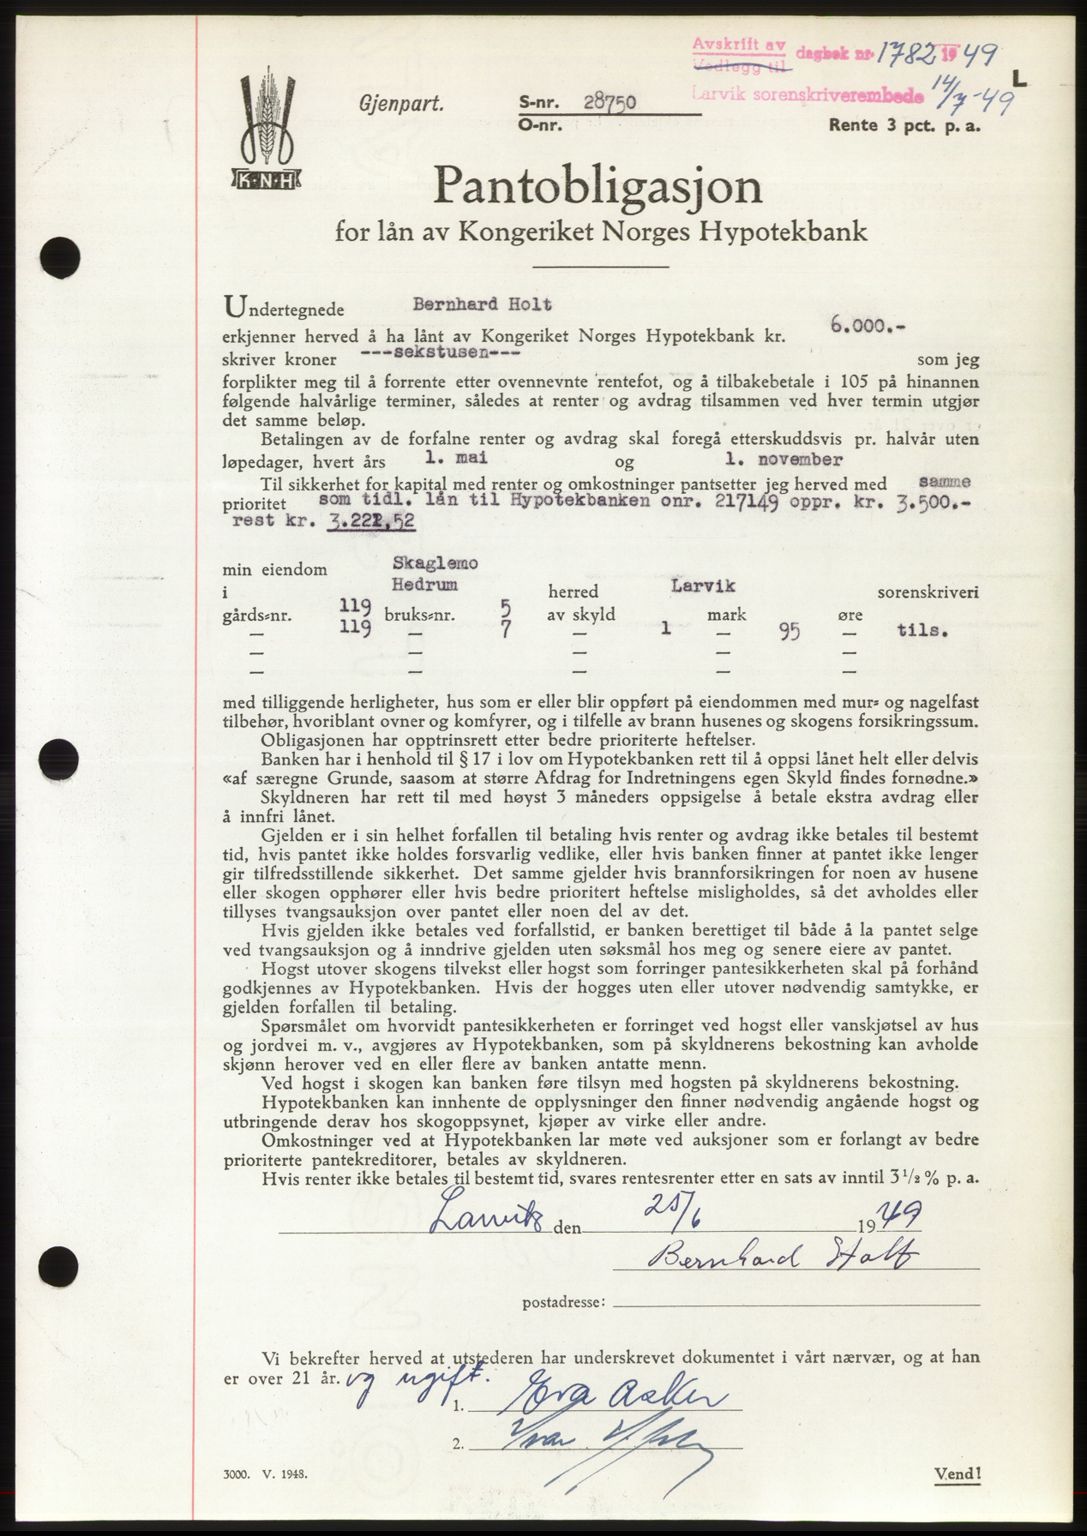 Avskrift av
Vedlegg til
dagbok nr. 1782 1949
Larvik sorenskriverembede 14/7-49
L
Gjenpart.
S-nr. 28750
O-nr.
Rente 3 pct. p. a.
K·N·H
Pantobligasjon
for lån av Kongeriket Norges Hypotekbank
Undertegnede Bernhard Holt
erkjenner herved å ha lånt av Kongeriket Norges Hypotekbank kr. 6.000.-
skriver kroner ---sekstusen--- som jeg
forplikter meg til å forrente etter ovennevnte rentefot, og å tilbakebetale i 105 på hinannen
følgende halvårlige terminer, således at renter og avdrag tilsammen ved hver termin utgjør
det samme beløp.
Betalingen av de forfalne renter og avdrag skal foregå etterskuddsvis pr. halvår uten
løpedager, hvert års 1. mai og 1. november
Til sikkerhet for kapital med renter og omkostninger pantsetter jeg herved med samme
prioritet som tidl. lån til Hypotekbanken onr. 217149 oppr. kr. 3.500.-
rest kr. 3.221,52
min eiendom Skaglemo
i Hedrum herred Larvik sorenskriveri
gårds-nr. 119 bruks-nr. 5 av skyld mark øre
— 119 — 7 — 1 — 95 — tils.
— — — — —
— — — — —
med tilliggende herligheter, hus som er eller blir oppført på eiendommen med mur- og nagelfast
tilbehør, hvoriblant ovner og komfyrer, og i tilfelle av brann husenes og skogens forsikringssum.
Obligasjonen har opptrinsrett etter bedre prioriterte heftelser.
Banken har i henhold til § 17 i lov om Hypotekbanken rett til å oppsi lånet helt eller delvis
«af særegne Grunde, saasom at større Afdrag for Indretningens egen Skyld findes fornødne.»
Skyldneren har rett til med høyst 3 måneders oppsigelse å betale ekstra avdrag eller
å innfri lånet.
Gjelden er i sin helhet forfallen til betaling hvis renter og avdrag ikke betales til bestemt
tid, hvis pantet ikke holdes forsvarlig vedlike, eller hvis banken finner at pantet ikke lenger
gir tilfredsstillende sikkerhet. Det samme gjelder hvis brannforsikringen for noen av husene
eller skogen opphører eller hvis bedre prioritert heftelse misligholdes, så det avholdes eller
tillyses tvangsauksjon over pantet eller noen del av det.
Hvis gjelden ikke betales ved forfallstid, er banken berettiget til både å la pantet selge
ved tvangsauksjon og å inndrive gjelden uten søksmål hos meg og senere eiere av pantet.
Hogst utover skogens tilvekst eller hogst som forringer pantesikkerheten skal på forhånd
godkjennes av Hypotekbanken. Hvis der hogges uten eller utover nødvendig samtykke, er
gjelden forfallen til betaling.
Spørsmålet om hvorvidt pantesikkerheten er forringet ved hogst eller vanskjøtsel av hus
og jordvei m. v., avgjøres av Hypotekbanken, som på skyldnerens bekostning kan avholde
skjønn herover ved en eller flere av banken antatte menn.
Ved hogst i skogen kan banken føre tilsyn med hogsten på skyldnerens bekostning.
Hypotekbanken kan innhente de opplysninger den finner nødvendig angående hogst og
utbringende derav hos skogoppsynet, kjøper av virke eller andre.
Omkostninger ved at Hypotekbanken lar møte ved auksjoner som er forlangt av bedre
prioriterte pantekreditorer, betales av skyldneren.
Hvis renter ikke betales til bestemt tid, svares rentesrenter etter en sats av inntil 3 1/2 % p. a.
Larvik den 25/6 1949
Bernhard Holt
postadresse:
Vi bekrefter herved at utstederen har underskrevet dokumentet i vårt nærvær, og at han
er over 21 år. og ugift.
1. Eva Asker
2. Ivar
3000. V. 1948.
Vend!